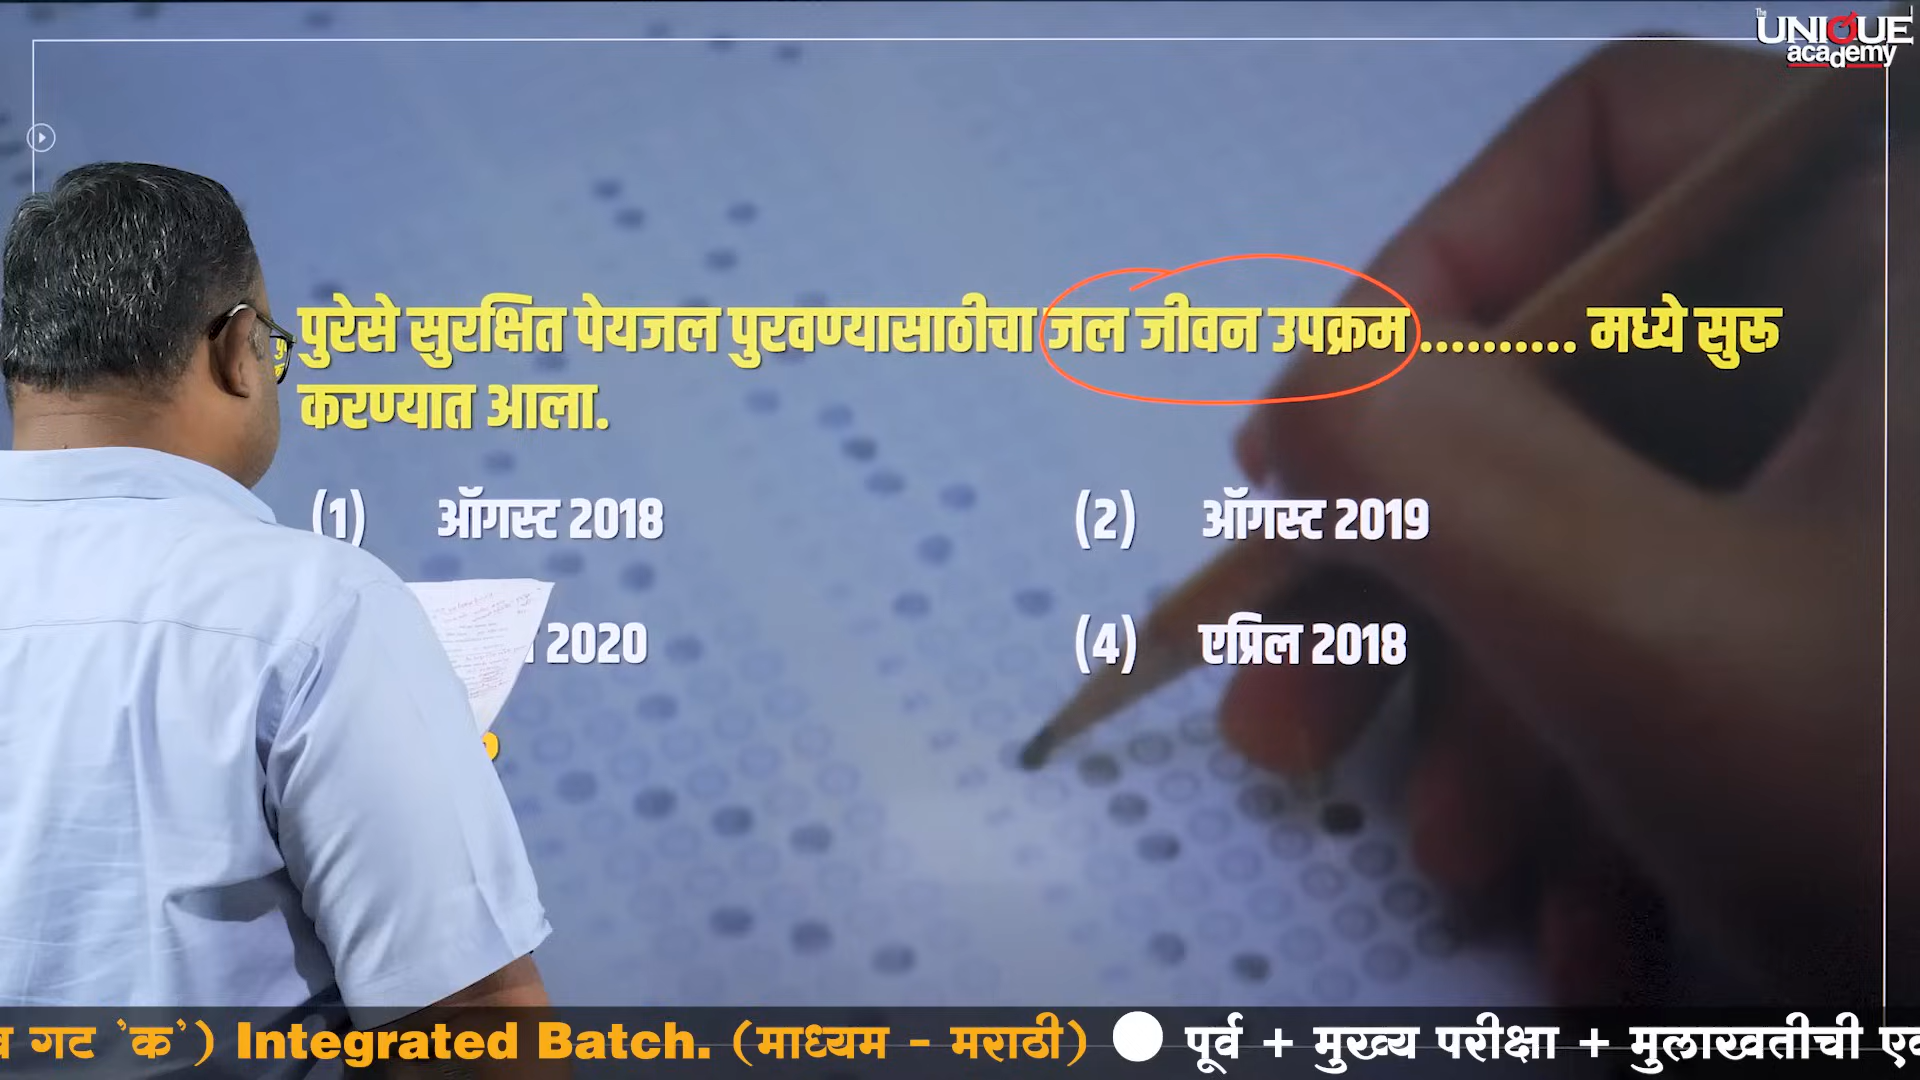 The
UNIQUE
academy
पुरेसे सुरक्षित पेयजल पुरवण्यासाठीचा जल जीवन उपक्रम .......... मध्ये सुरू
करण्यात आला.
(1) ऑगस्ट 2018
(2) ऑगस्ट 2019
2020
(4) एप्रिल 2018
गट 'क') Integrated Batch. (माध्यम - मराठी) पूर्व + मुख्य परीक्षा + मुलाखतीची